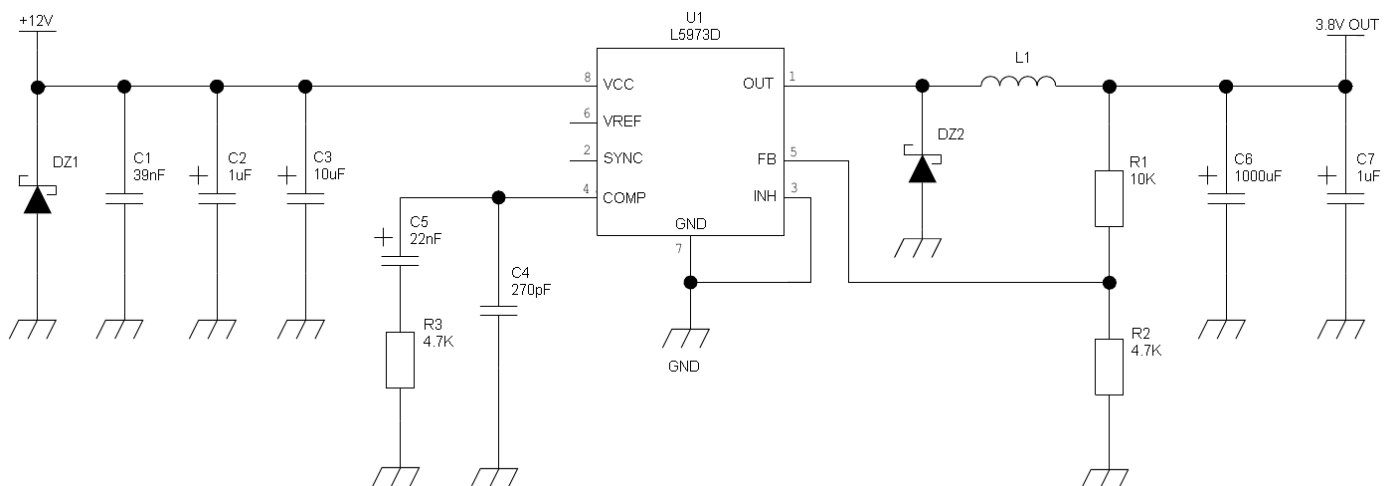 +12V
U1
L5973D
3.8V OUT
L1
8
VCC
OUT
1
6
VREF
DZ1
C1
39nF
C2
1uF
C3
10uF
2
SYNC
FB
5
DZ2
R1
10K
C6
1000uF
C7
1uF
4
COMP
INH
3
C5
22nF
GND
7
C4
270pF
R3
4.7K
R2
4.7K
GND